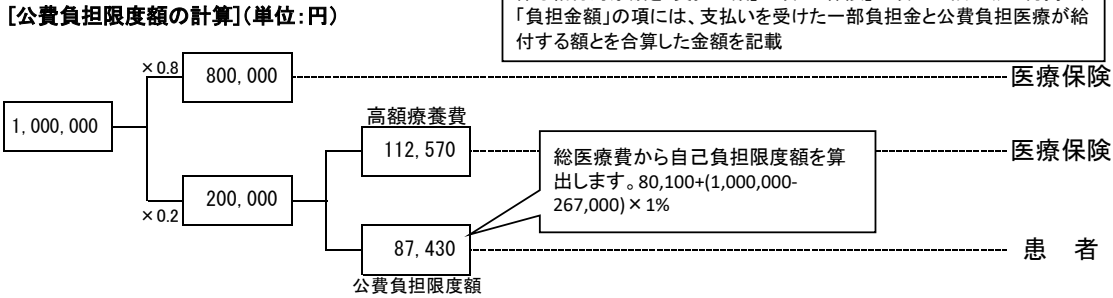 [公費負担限度額の計算](単位:円)
「負担金額」の項には、支払いを受けた一部負担金と公費負担医療が給
付する額とを合算した金額を記載
×0.8
800,000
医療保険
1,000,000
高額療養費
112,570
医療保険
総医療費から自己負担限度額を算
出します。80,100+(1,000,000-
267,000)×1%
×0.2
200,000
87,430
患 者
公費負担限度額